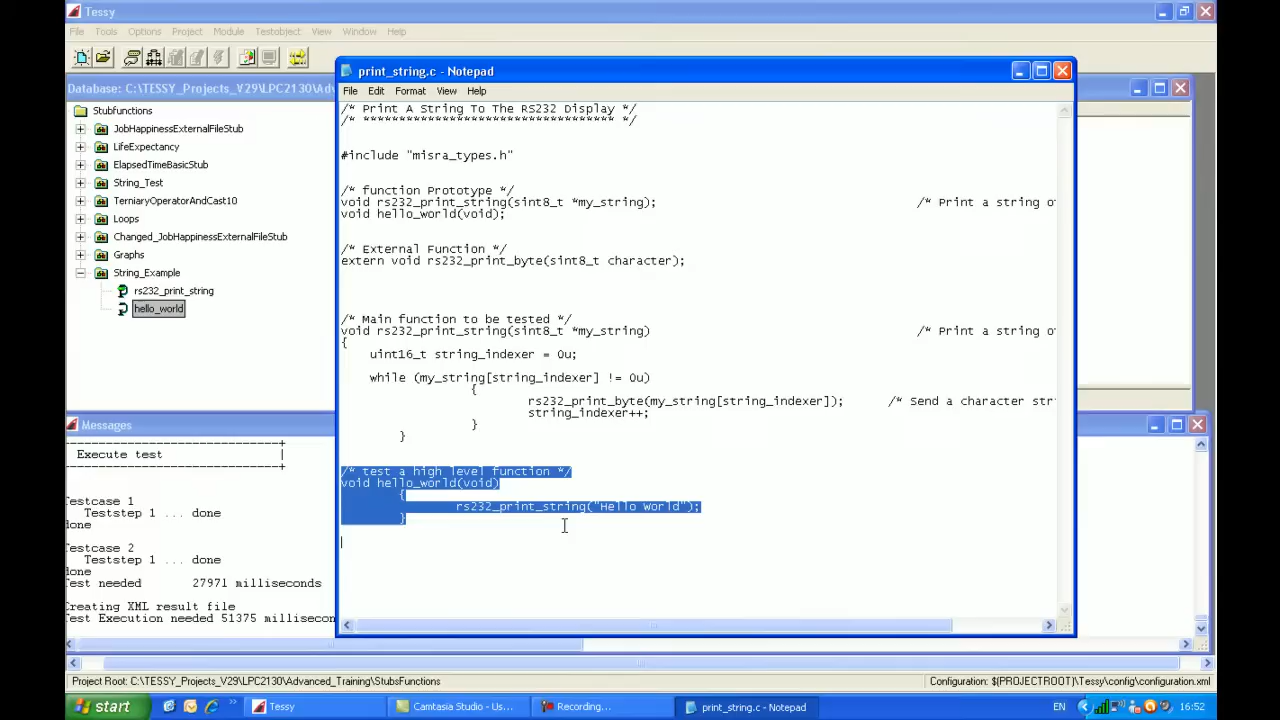 Tessy
File Tools Options Project Module Testobject View Window Help
Database: C:\TESSY_Projects_V29\LPC2130\Adv
Stubfunctions
JobHappinessExternalFileStub
LifeExpectancy
ElapsedTimeBasicStub
String_Test
TerniaryOperatorAndCast10
Loops
Changed_JobHappinessExternalFileStub
Graphs
String_Example
rs232_print_string
hello_world
print_string.c - Notepad
File Edit Format View Help
/* Print A String To The RS232 Display */
/* ******************************* */
#include "misra_types.h"
/* function Prototype */
void rs232_print_string(sint8_t *my_string); /* Print a string o
void hello_world(void);
/* External Function */
extern void rs232_print_byte(sint8_t character);
/* Main function to be tested */
void rs232_print_string(sint8_t *my_string) /* Print a string o
{
uint16_t string_indexer = 0u;
while (my_string[string_indexer] != 0u)
{
rs232_print_byte(my_string[string_indexer]); /* Send a character str
string_indexer++;
}
}
/* test a high level function */
void hello_world(void)
{
rs232_print_string("Hello World");
}
Messages
-----------------------------+
Execute test |
-----------------------------+
Testcase 1
Teststep 1 ... done
done
Testcase 2
Teststep 1 ... done
done
Test needed 27971 milliseconds
Creating XML result file
Test Execution needed 51375 millisecon
Project Root: C:\TESSY_Projects_V29\LPC2130\Advanced_Training\StubsFunctions
Configuration: $(PROJECTROOT)\Tessy\config\configuration.xml
start
Tessy
Camtasia Studio - Us...
Recording...
print_string.c - Notepad
EN
16:52